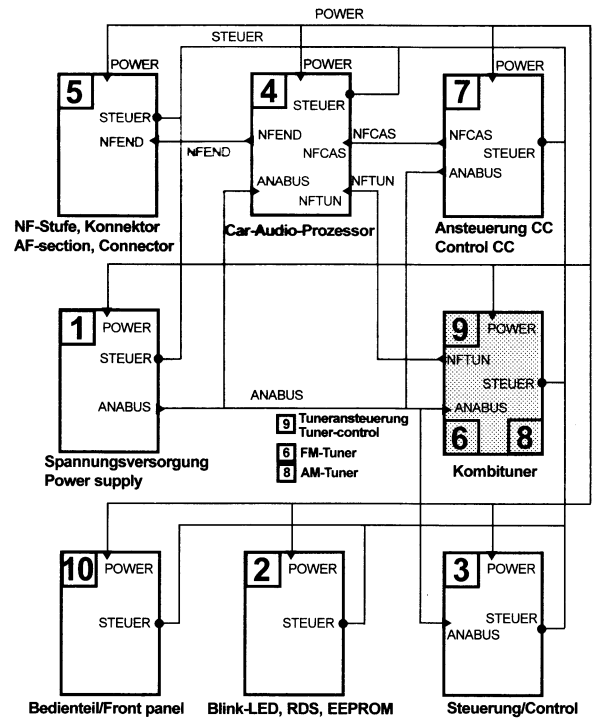 POWER
STEUER
POWER
POWER
POWER
5
4
7
STEUER
STEUER
NFEND
NFEND
NFEND
NFCAS
NFCAS
NFCAS
STEUER
ANABUS
NFTUN
NFTUN
ANABUS
NF-Stufe, Konnektor
AF-section, Connector
Car-Audio-Prozessor
Ansteuerung CC
Control CC
1
POWER
9
POWER
STEUER
NFTUN
STEUER
ANABUS
ANABUS
ANABUS
9 Tuneransteuerung
Tuner-control
6 FM-Tuner
8 AM-Tuner
6
8
Spannungsversorgung
Power supply
Kombituner
10
POWER
2
POWER
3
POWER
STEUER
STEUER
STEUER
ANABUS
Bedienteil/Front panel
Blink-LED, RDS, EEPROM
Steuerung/Control